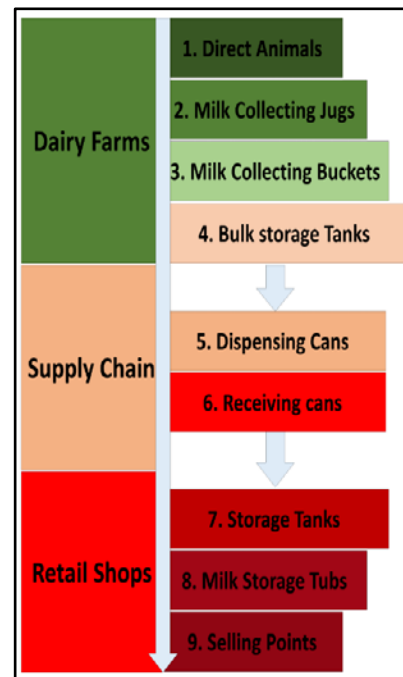 Dairy Farms
1. Direct Animals
2. Milk Collecting Jugs
3. Milk Collecting Buckets
4. Bulk storage Tanks
Supply Chain
5. Dispensing Cans
6. Receiving cans
Retail Shops
7. Storage Tanks
8. Milk Storage Tubs
9. Selling Points